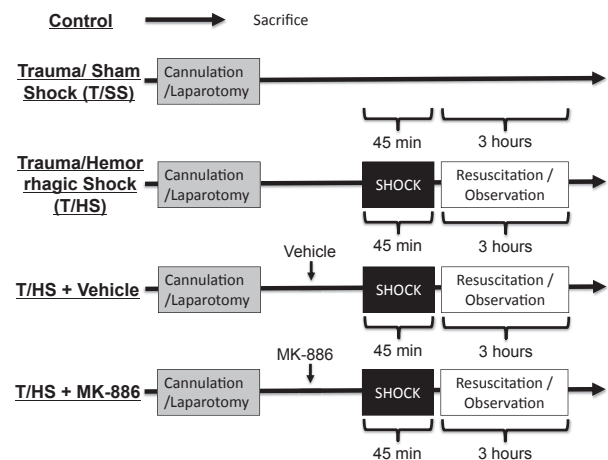 Control
Sacrifice
Trauma/ Sham
Shock (T/SS)
Cannulation
/Laparotomy
45 min
3 hours
Trauma/Hemor
rhagic Shock
(T/HS)
Cannulation
/Laparotomy
SHOCK
Resuscitation /
Observation
45 min
3 hours
Vehicle
T/HS + Vehicle
Cannulation
/Laparotomy
SHOCK
Resuscitation /
Observation
45 min
3 hours
MK-886
T/HS + MK-886
Cannulation
/Laparotomy
SHOCK
Resuscitation /
Observation
45 min
3 hours